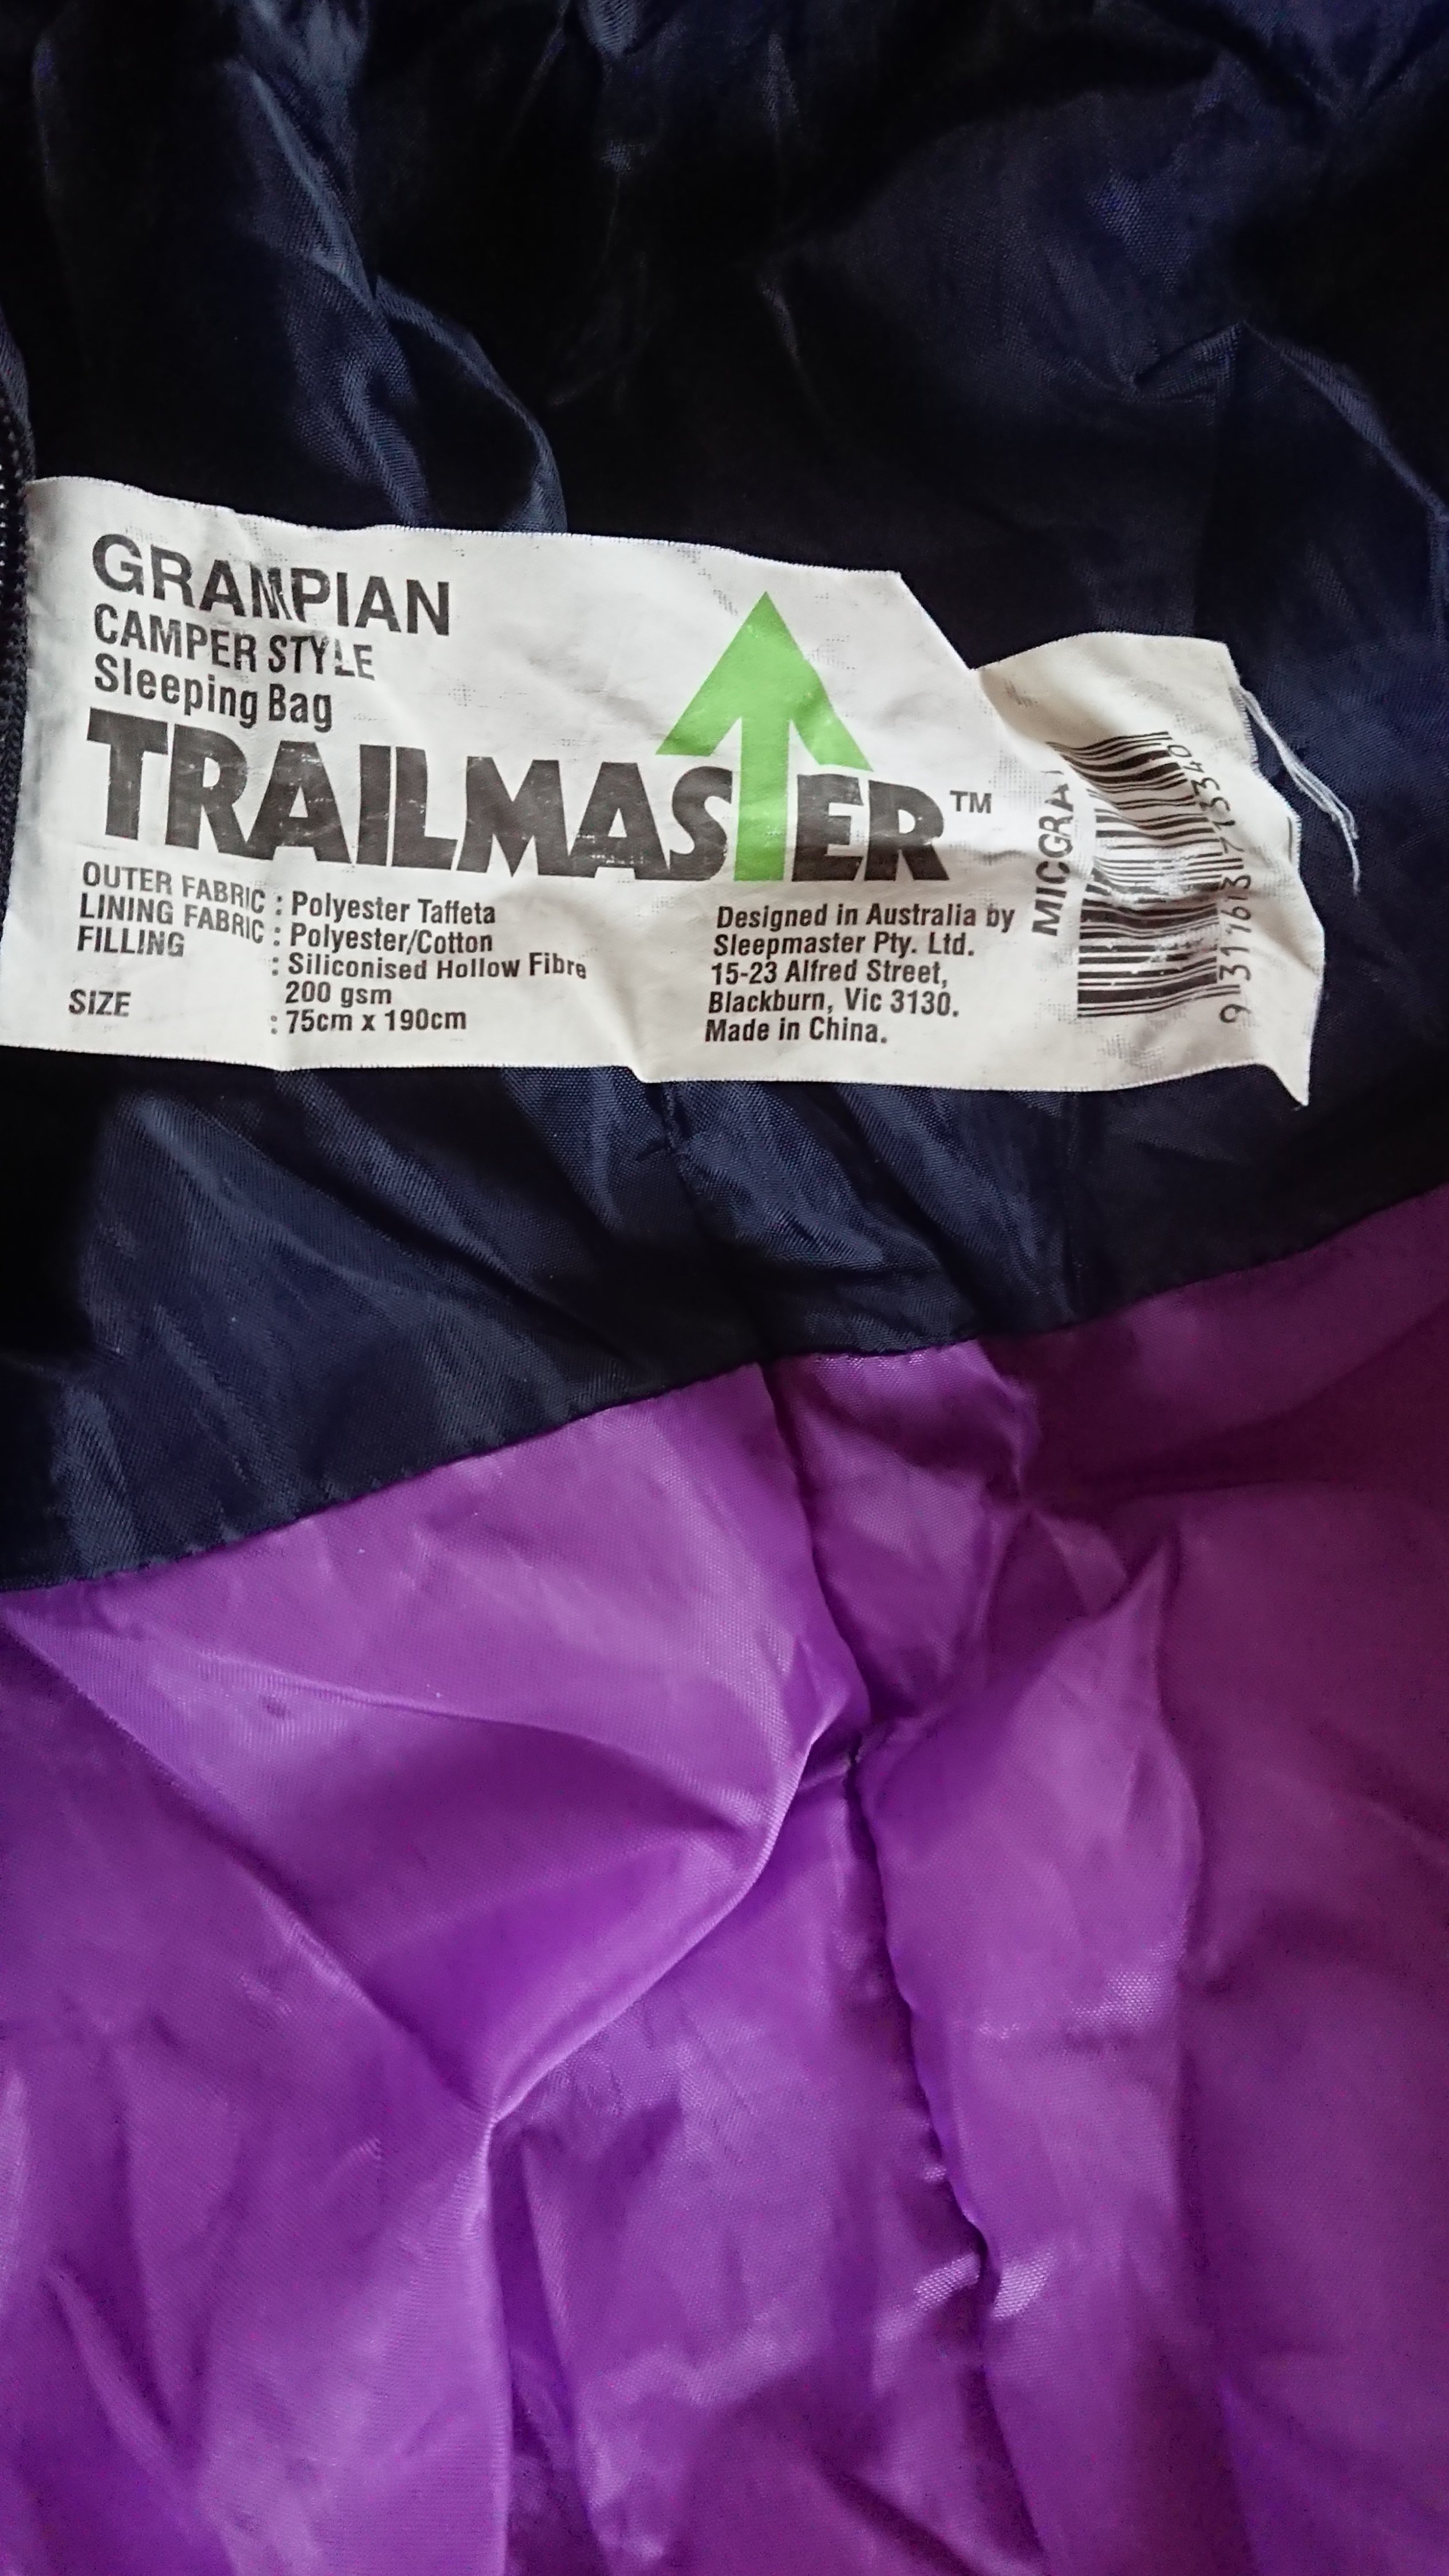 GRAMPIAN
CAMPER STYLE
Sleeping Bag
TRAILMASTER™
OUTER FABRIC : Polyester Taffeta
LINING FABRIC : Polyester/Cotton
FILLING : Siliconised Hollow Fibre
200 gsm
SIZE : 75cm x 190cm
Designed in Australia by
Sleepmaster Pty. Ltd.
15-23 Alfred Street,
Blackburn, Vic 3130.
Made in China.
MICGRA